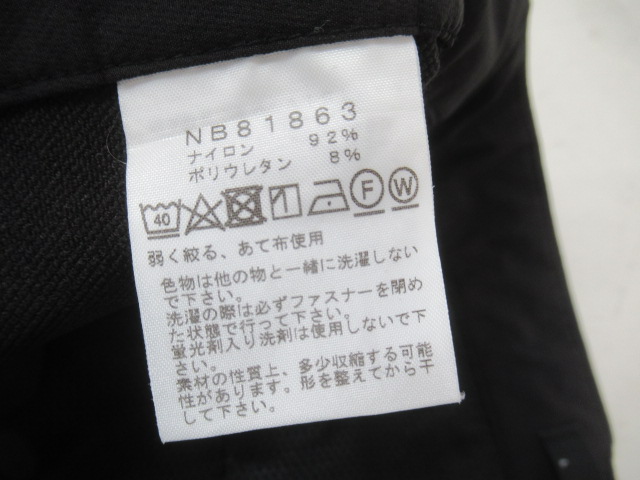 NB81863
ナイロン 92%
ポリウレタン 8%
40 F W
弱く絞る、あて布使用
色物は他の物と一緒に洗濯しない
で下さい。
洗濯の際は必ずファスナーを閉め
た状態で行って下さい。
蛍光剤入り洗剤は使用しないで下
さい。
素材の性質上、多少収縮する可能
性があります。形を整えてから干
して下さい。